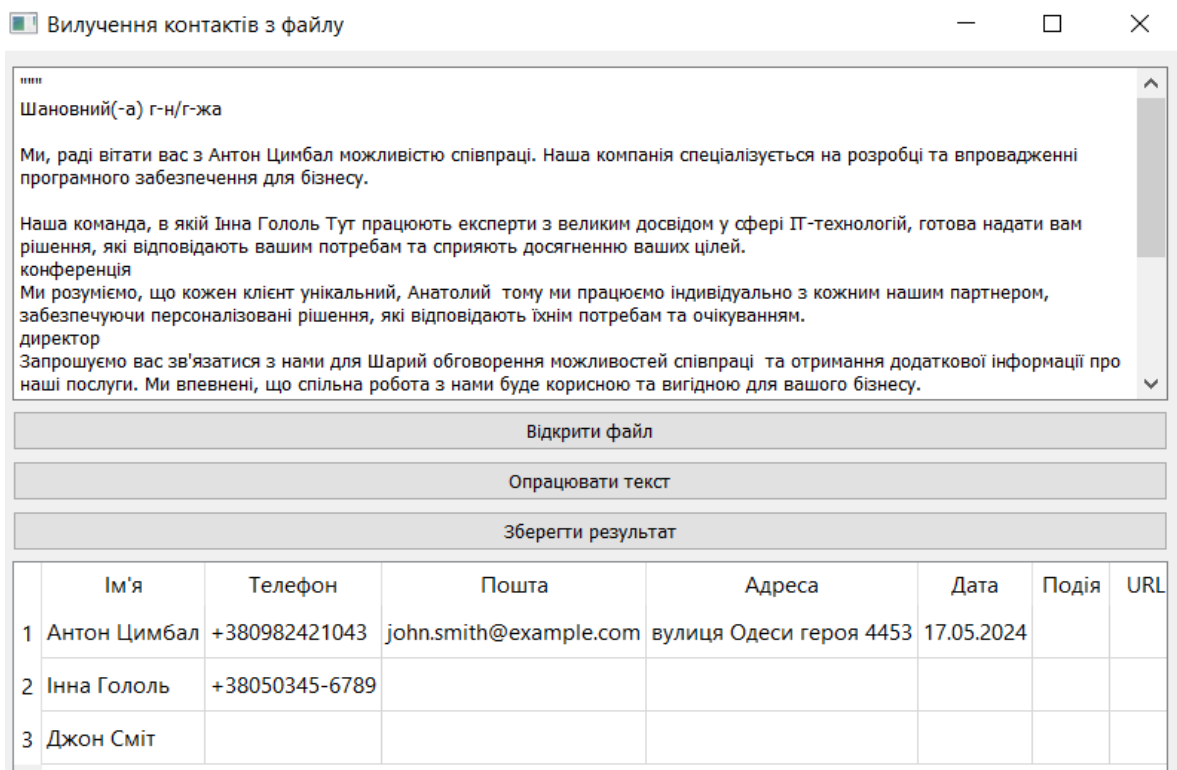 Вилучення контактів з файлу
"""
Шановний(-а) г-н/г-жа
Ми, раді вітати вас з Антон Цимбал можливістю співпраці. Наша компанія спеціалізується на розробці та впровадженні
програмного забезпечення для бізнесу.
Наша команда, в якій Інна Гололь Тут працюють експерти з великим досвідом у сфері ІТ-технологій, готова надати вам
рішення, які відповідають вашим потребам та сприяють досягненню ваших цілей.
конференція
Ми розуміємо, що кожен клієнт унікальний, Анатолий  тому ми працюємо індивідуально з кожним нашим партнером,
забезпечуючи персоналізовані рішення, які відповідають їхнім потребам та очікуванням.
директор
Запрошуємо вас зв'язатися з нами для Шарий обговорення можливостей співпраці  та отримання додаткової інформації про
наші послуги. Ми впевнені, що спільна робота з нами буде корисною та вигідною для вашого бізнесу.
Відкрити файл
Опрацювати текст
Зберегти результат
Ім'я Телефон Пошта Адреса Дата Подія URL
1 Антон Цимбал +380982421043 john.smith@example.com вулиця Одеси героя 4453 17.05.2024
2 Інна Гололь +38050345-6789
3 Джон Сміт